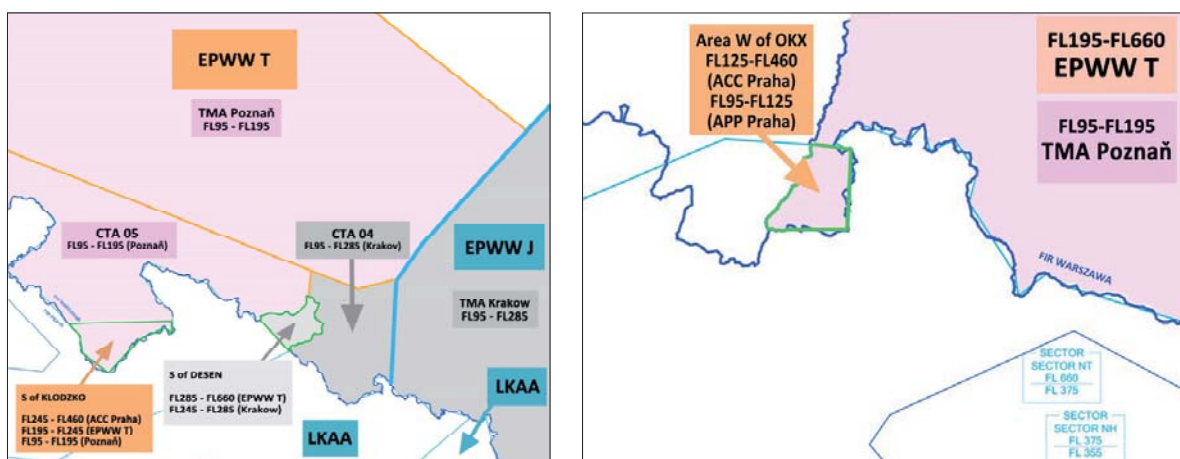 EPWW T
TMA Poznań
FL95 - FL195
CTA 05
FL95 - FL195 (Poznań)
CTA 04
FL95 - FL285 (Krakov)
EPWW J
TMA Krakow
FL95 - FL285
S of DESEN
FL285 - FL660 (EPWW T)
FL245 - FL285 (Krakow)
S of KLODZKO
FL245 - FL460 (ACC Praha)
FL195 - FL245 (EPWW T)
FL95 - FL195 (Poznań)
LKAA
LKAA
Area W of OKX
FL125-FL460
(ACC Praha)
FL95-FL125
(APP Praha)
FL195-FL660
EPWW T
FL95-FL195
TMA Poznań
FIR WARSZAWA
SECTOR
SECTOR NT
FL 660
FL 375
SECTOR
SECTOR NH
FL 375
FL 355